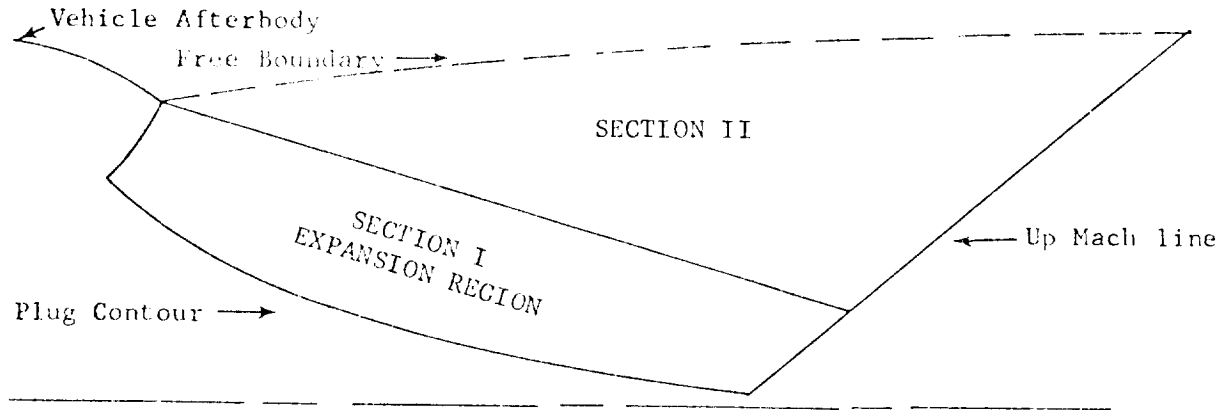 Vehicle Afterbody
Free Boundary
SECTION II
SECTION I
EXPANSION REGION
Up Mach line
Plug Contour